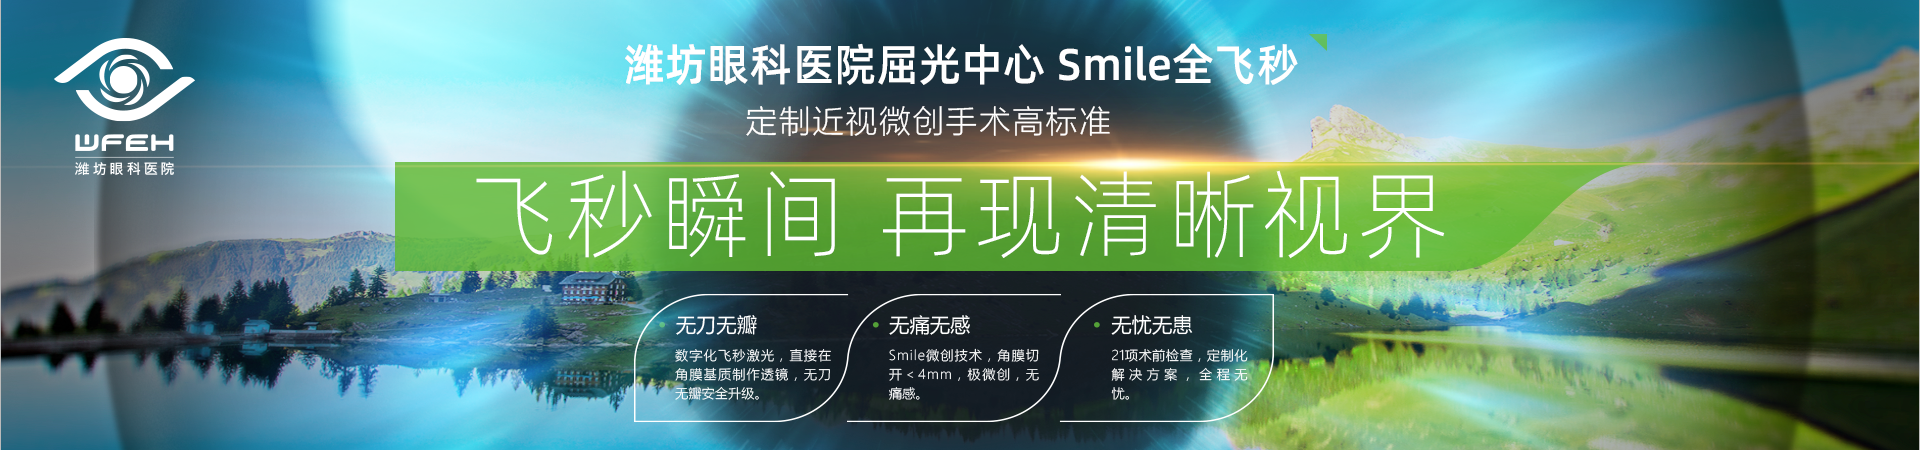 WFEH
潍坊眼科医院
潍坊眼科医院屈光中心 Smile全飞秒
定制近视微创手术高标准
飞秒瞬间 再现清晰视界
无刀无瓣
数字化飞秒激光，直接在
角膜基质制作透镜，无刀
无瓣安全升级。
无痛无感
Smile微创技术，角膜切
开＜4mm，极微创，无
痛感。
无忧无患
21项术前检查，定制化
解决方案，全程无
忧。